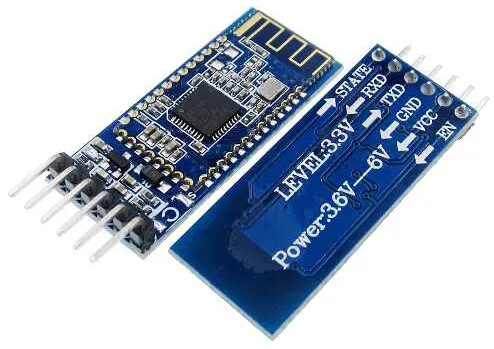 STATE
RXD
TXD
GND
VCC
EN
LEVEL:3.3V
Power:3.6V—6V